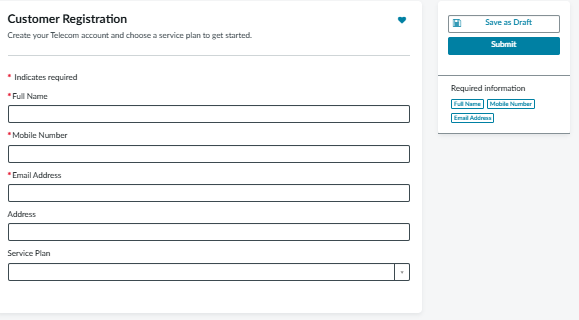 Customer Registration
Create your Telecom account and choose a service plan to get started.
* Indicates required
* Full Name
* Mobile Number
* Email Address
Address
Service Plan
Save as Draft
Submit
Required information
Full Name Mobile Number
Email Address